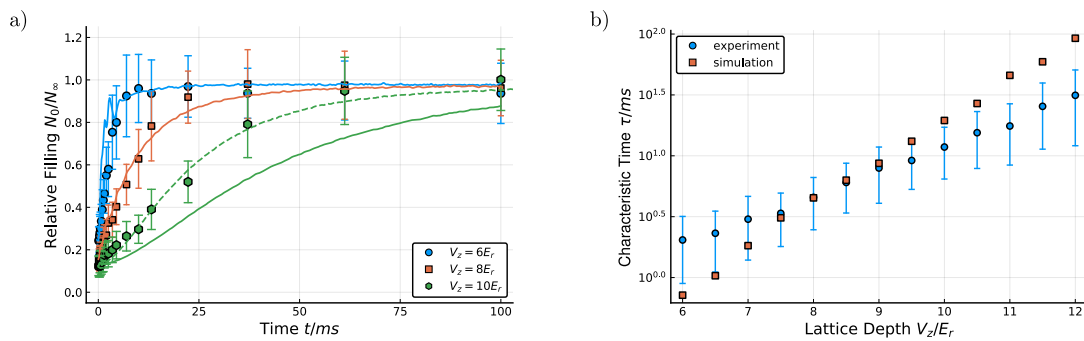 a)
Relative Filling N₀/N∞
1.2
1.0
0.8
0.6
0.4
0.2
0.0
V_z = 6E_r
V_z = 8E_r
V_z = 10E_r
0 25 50 75 100
Time t/ms
b)
Characteristic Time τ/ms
10^2.0
10^1.5
10^1.0
10^0.5
10^0.0
experiment
simulation
6 7 8 9 10 11 12
Lattice Depth V_z/E_r